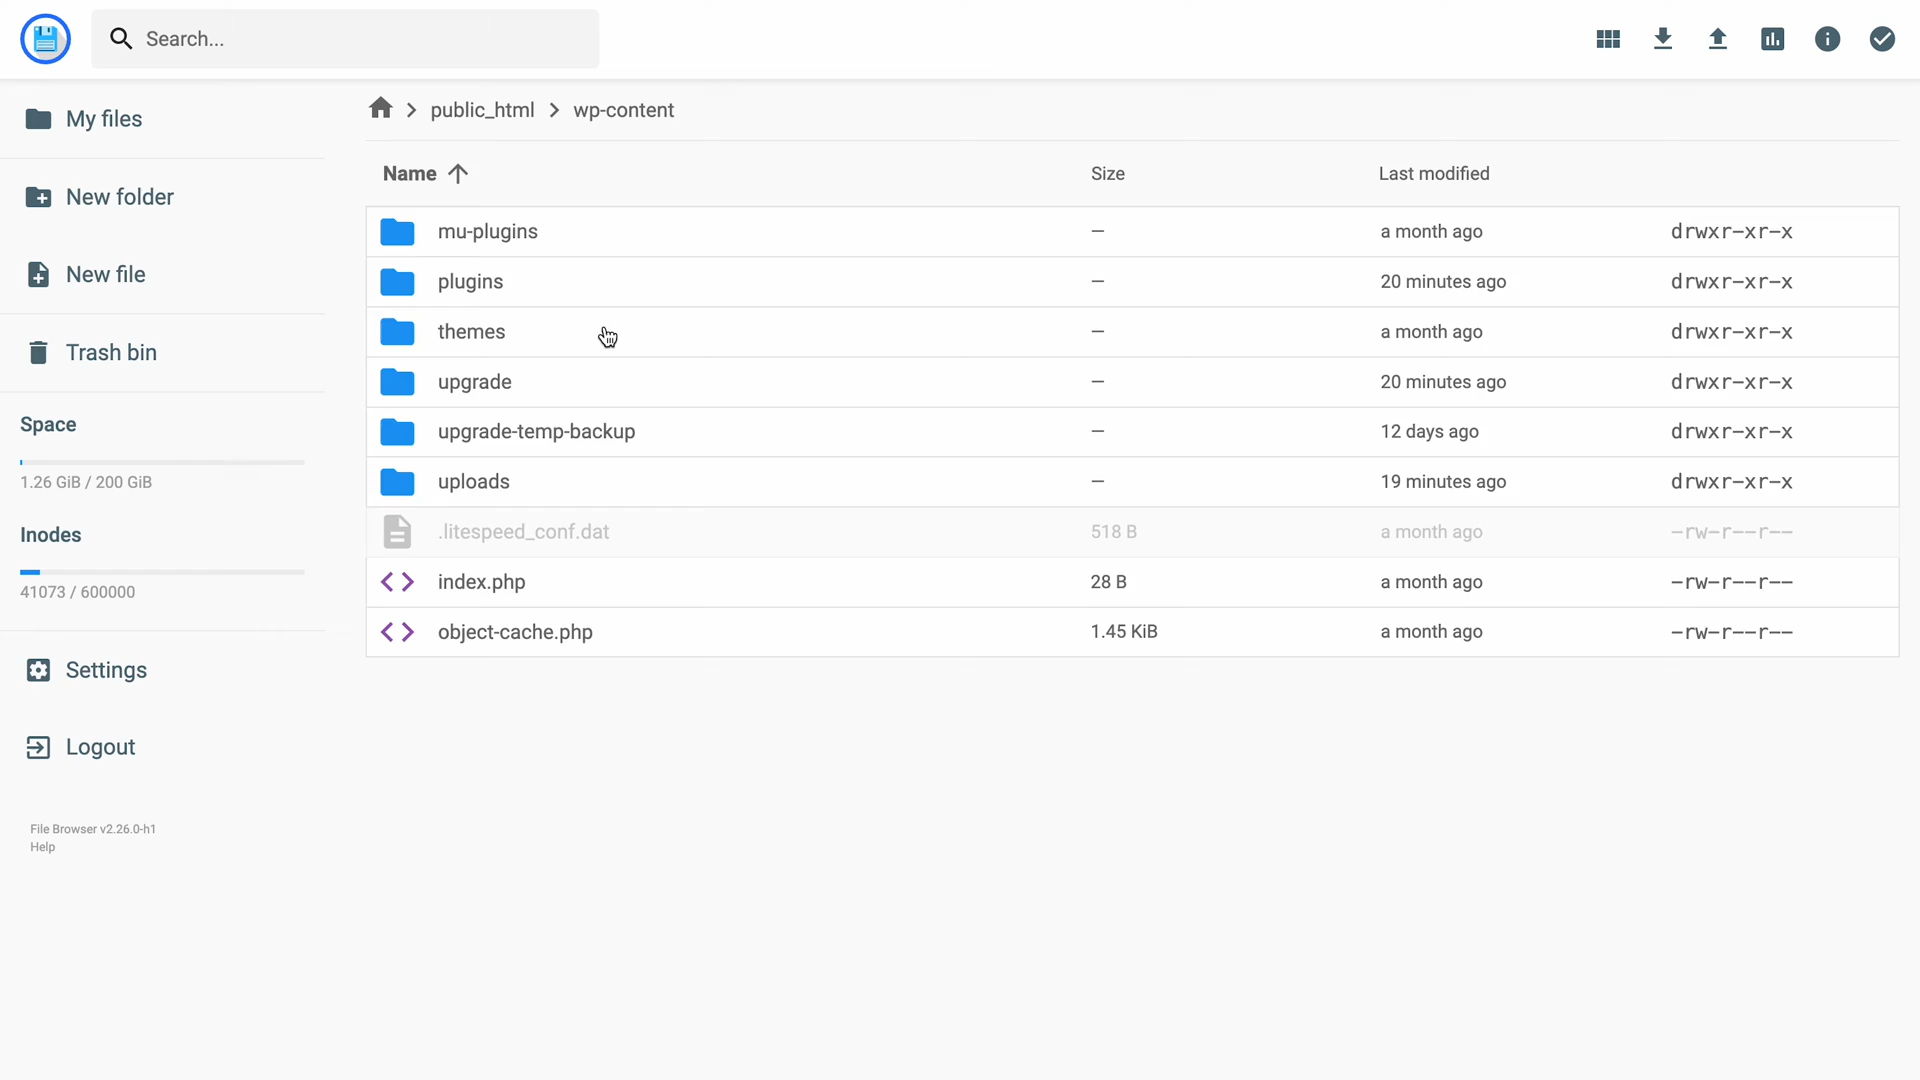 Search...
My files
New folder
New file
Trash bin
Space
1.26 GiB / 200 GiB
Inodes
41073 / 600000
Settings
Logout
File Browser v2.26.0-h1
Help
public_html > wp-content
Name Size Last modified
mu-plugins — a month ago drwxr-xr-x
plugins — 20 minutes ago drwxr-xr-x
themes — a month ago drwxr-xr-x
upgrade — 20 minutes ago drwxr-xr-x
upgrade-temp-backup — 12 days ago drwxr-xr-x
uploads — 19 minutes ago drwxr-xr-x
.litespeed_conf.dat 518 B a month ago -rw-r--r--
index.php 28 B a month ago -rw-r--r--
object-cache.php 1.45 KiB a month ago -rw-r--r--